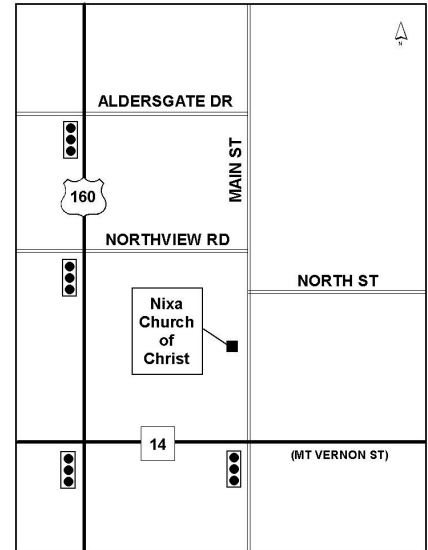 N
ALDERSGATE DR
MAIN ST
160
NORTHVIEW RD
NORTH ST
Nixa
Church
of
Christ
14
(MT VERNON ST)